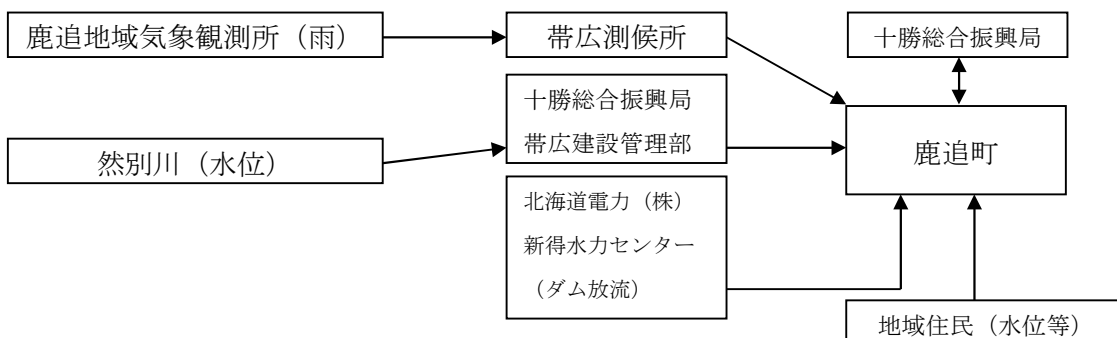 鹿追地域気象観測所（雨）
帯広測候所
十勝総合振興局
然別川（水位）
十勝総合振興局
帯広建設管理部
鹿追町
北海道電力（株）
新得水力センター
（ダム放流）
地域住民（水位等）